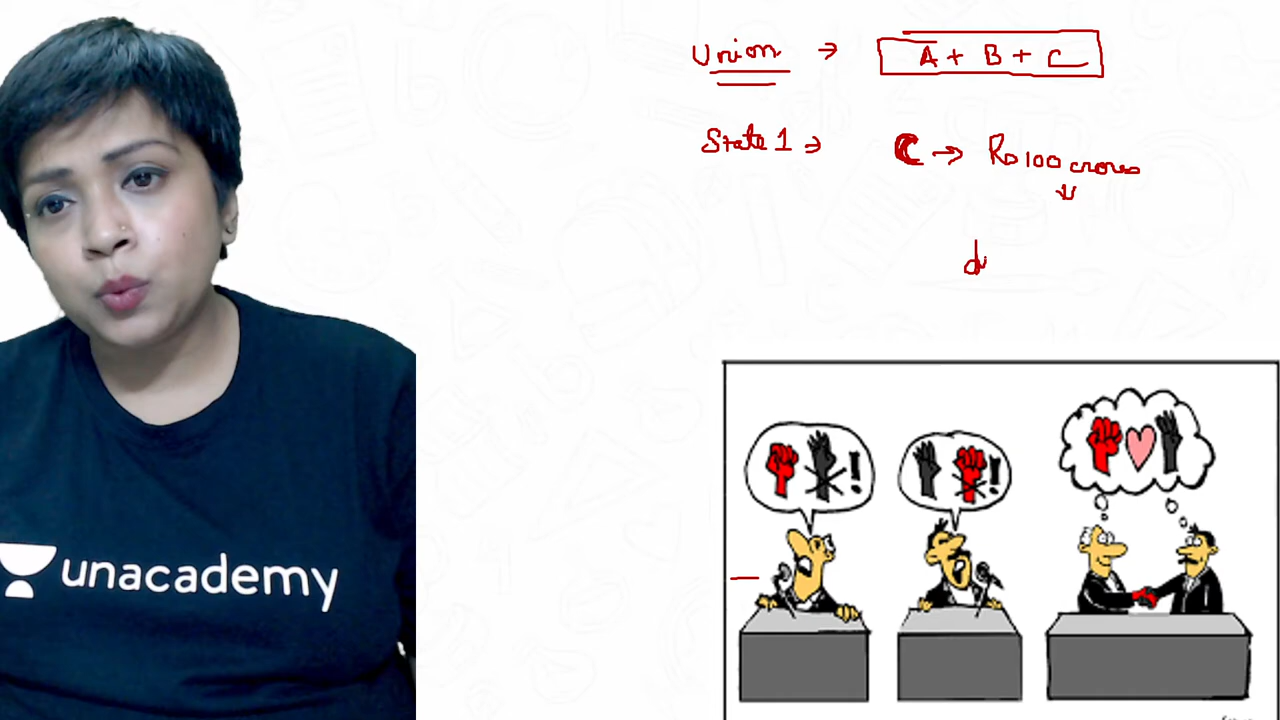 Union → A + B + C
State 1 → C → Rs 100 crores
d
unacademy